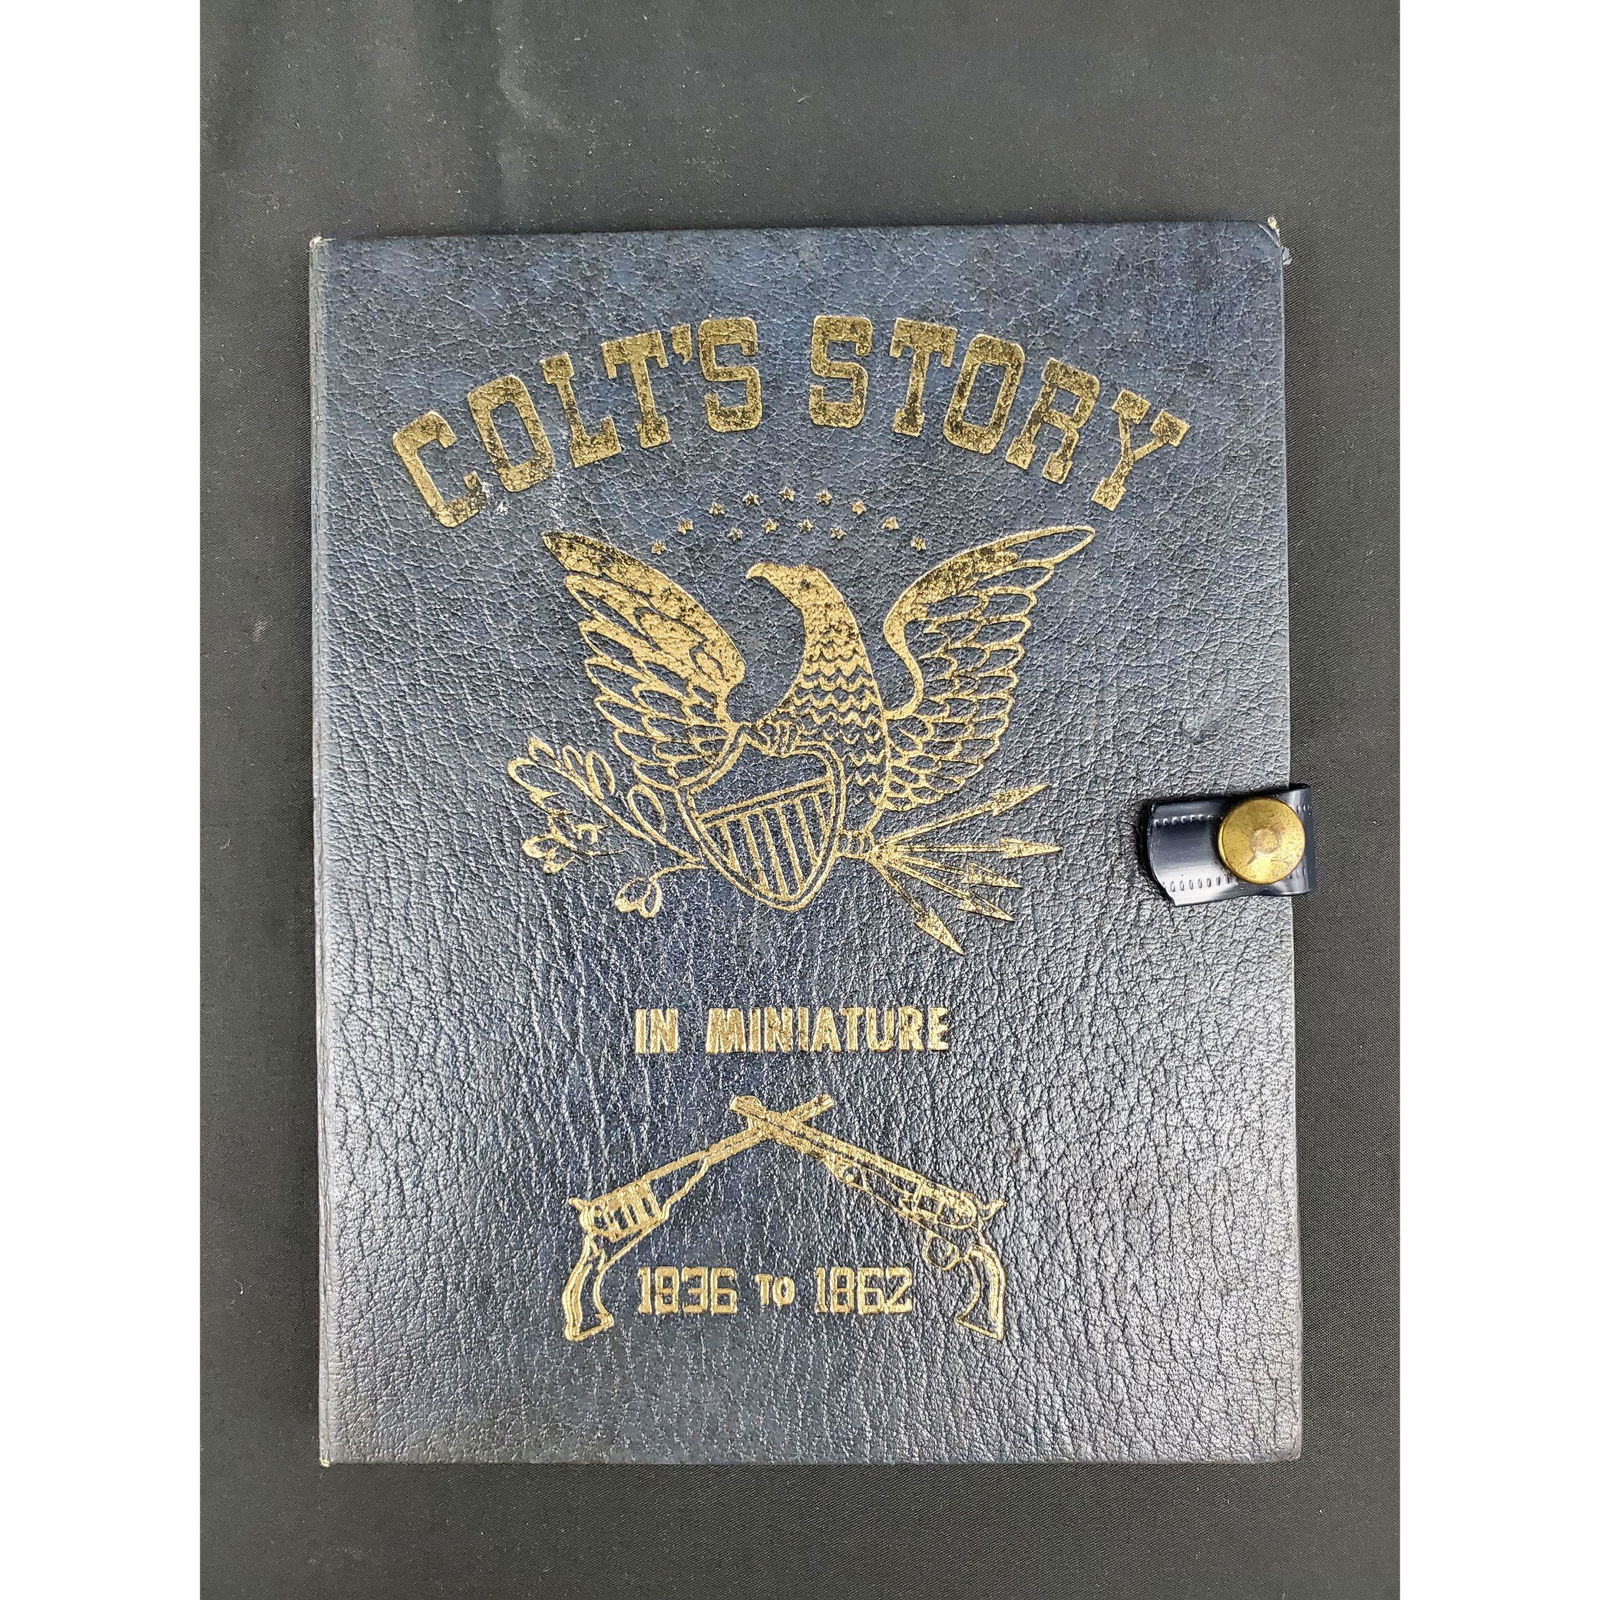 COLT'S STORY
IN MINIATURE
1836 TO 1862